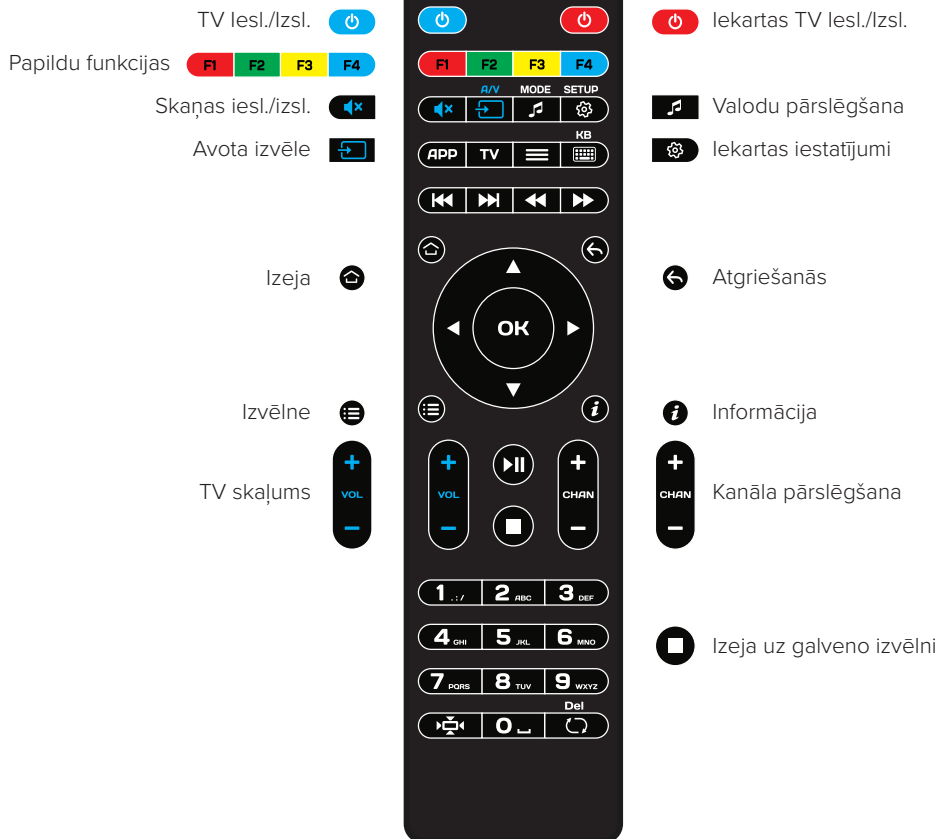 TV Iesl./Izsl.
Papildu funkcijas
F1 F2 F3 F4
Skaņas iesl./izsl.
Avota izvēle
Izeja
Izvēlne
TV skaļums
+
VOL
−
F1 F2 F3 F4
A/V MODE SETUP
KB
APP TV
OK
+
VOL
−
+
CHAN
−
1 .:/ 2 ABC 3 DEF
4 GHI 5 JKL 6 MNO
7 PQRS 8 TUV 9 WXYZ
Del
0
Iekartas TV Iesl./Izsl.
Valodu pārslēgšana
Iekartas iestatījumi
Atgriešanās
i Informācija
+
CHAN
−
Kanāla pārslēgšana
Izeja uz galveno izvēlni